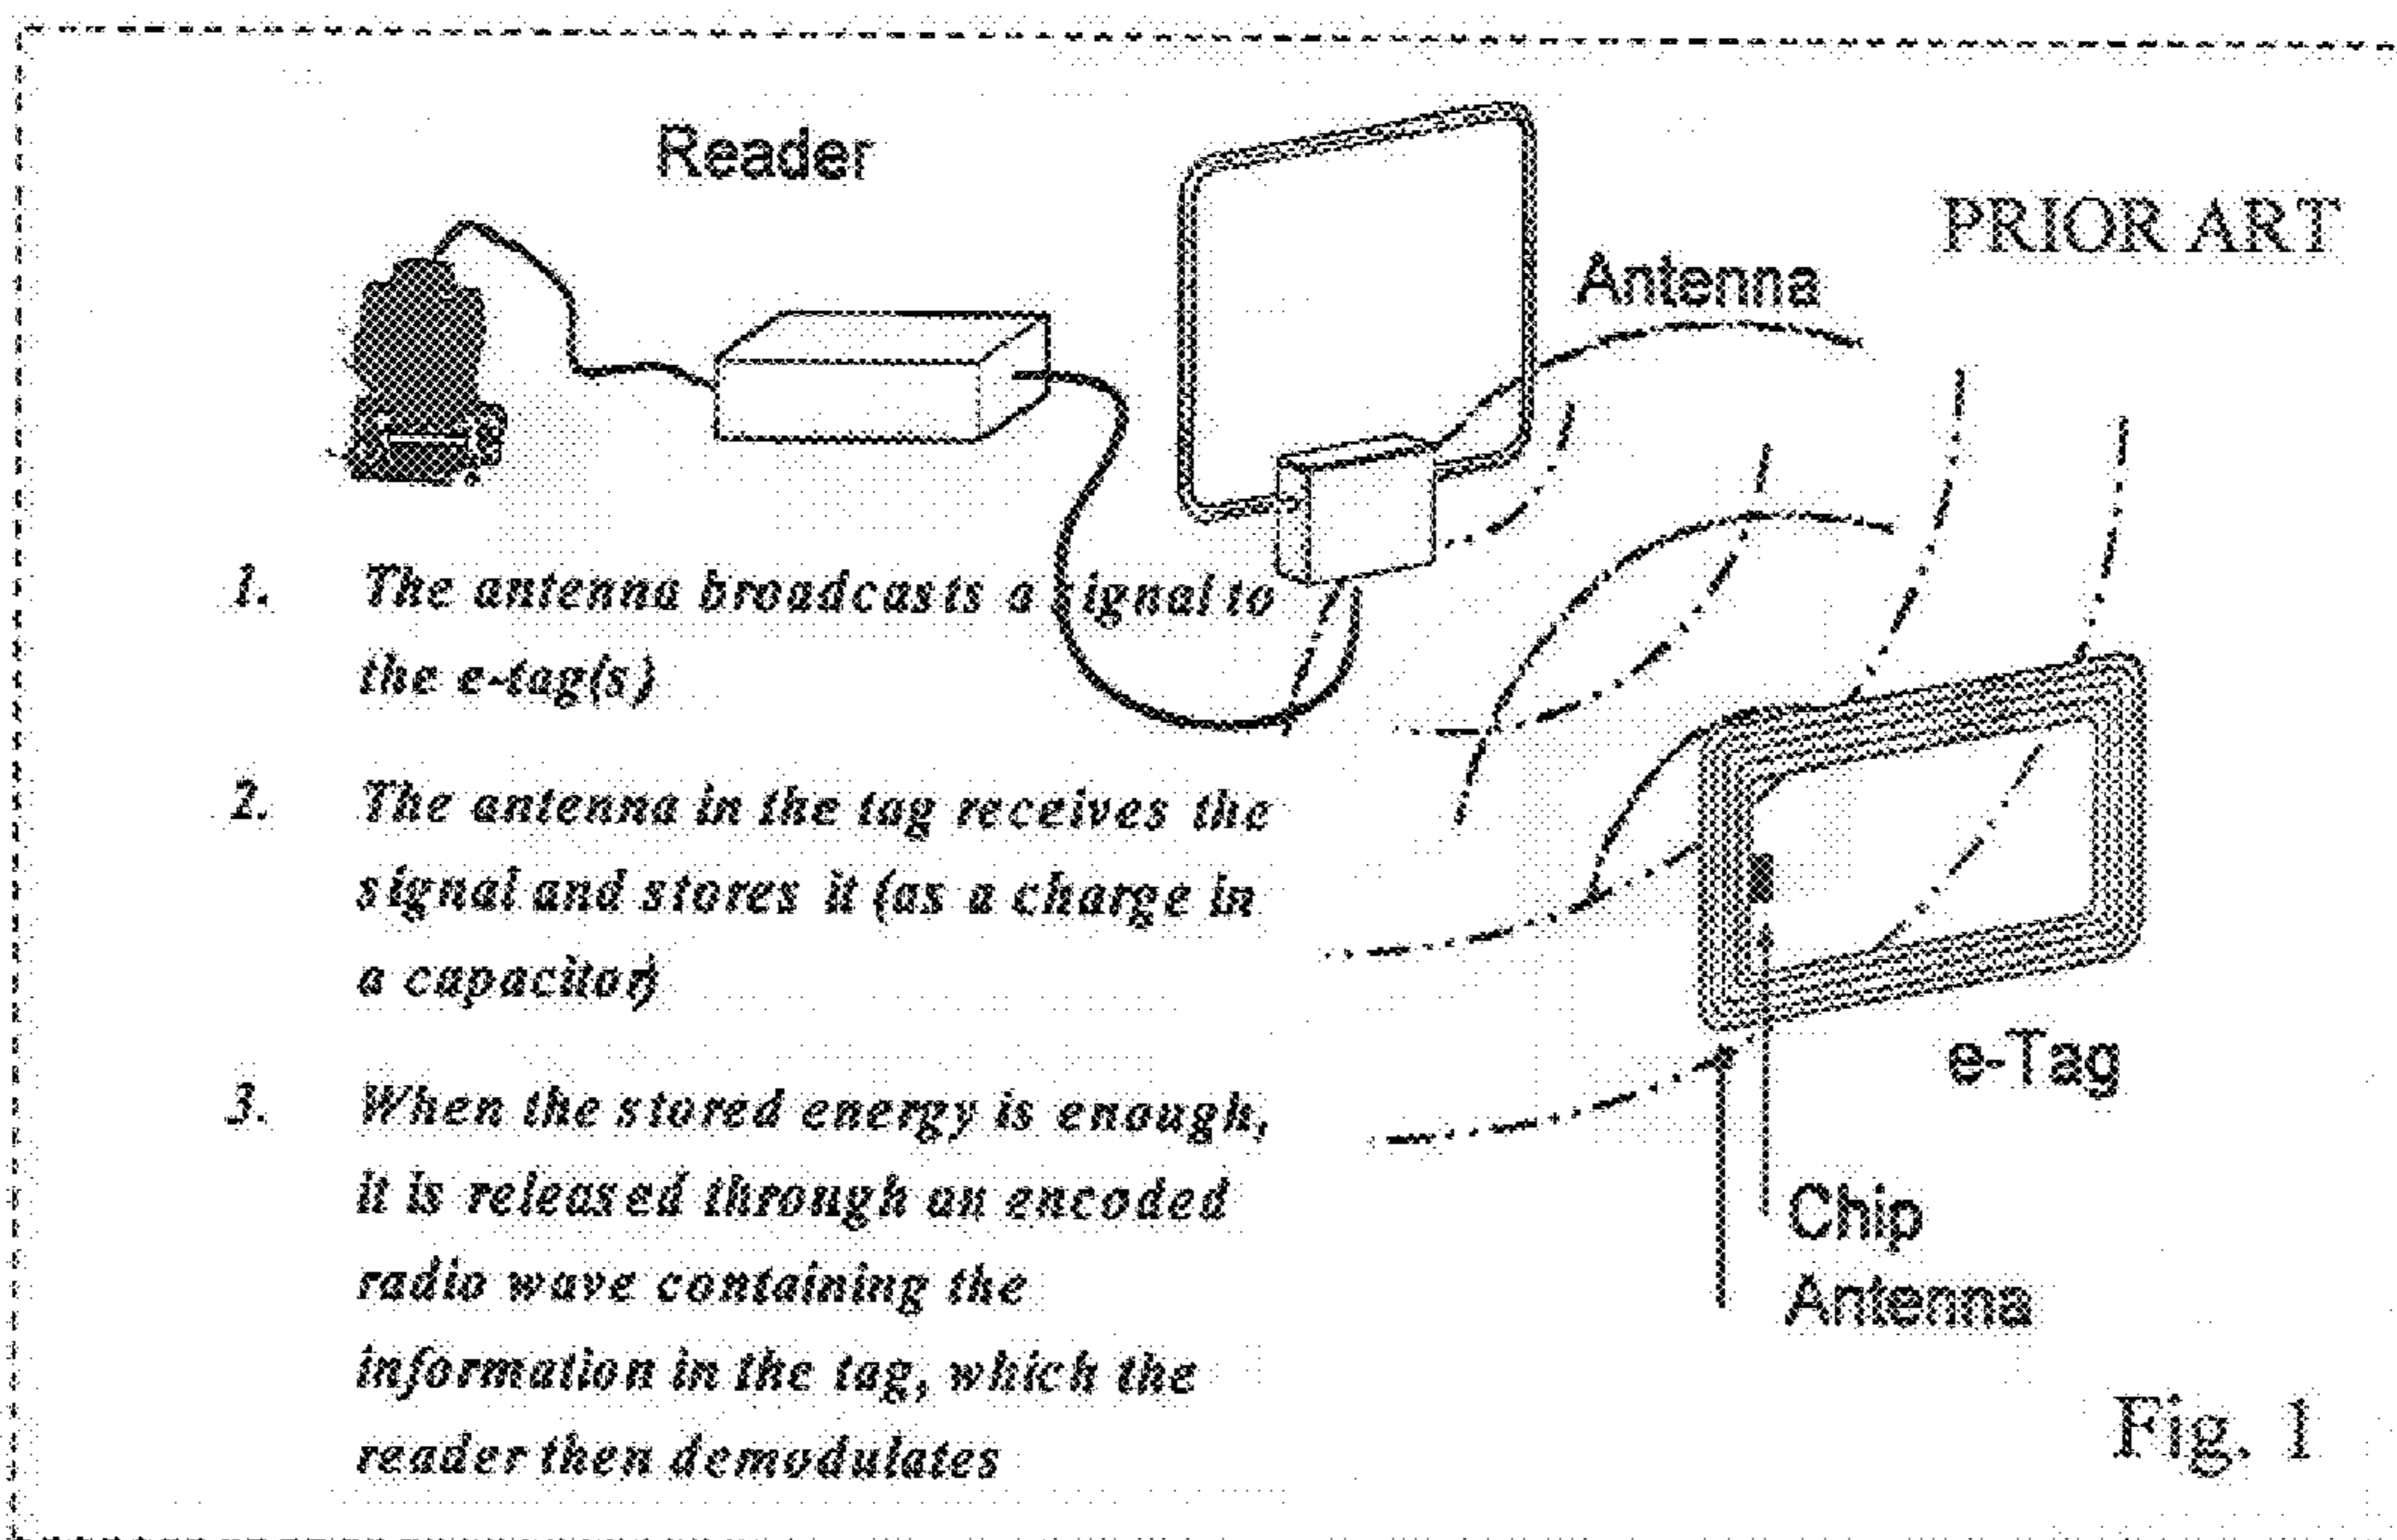 Reader
PRIOR ART
Antenna
1. The antenna broadcasts a signal to
the e-tag(s)
2. The antenna in the tag receives the
signal and stores it (as a charge in
a capacitor)
3. When the stored energy is enough,
it is released through an encoded
radio wave containing the
information in the tag, which the
reader then demodulates
e-Tag
Chip
Antenna
Fig. 1